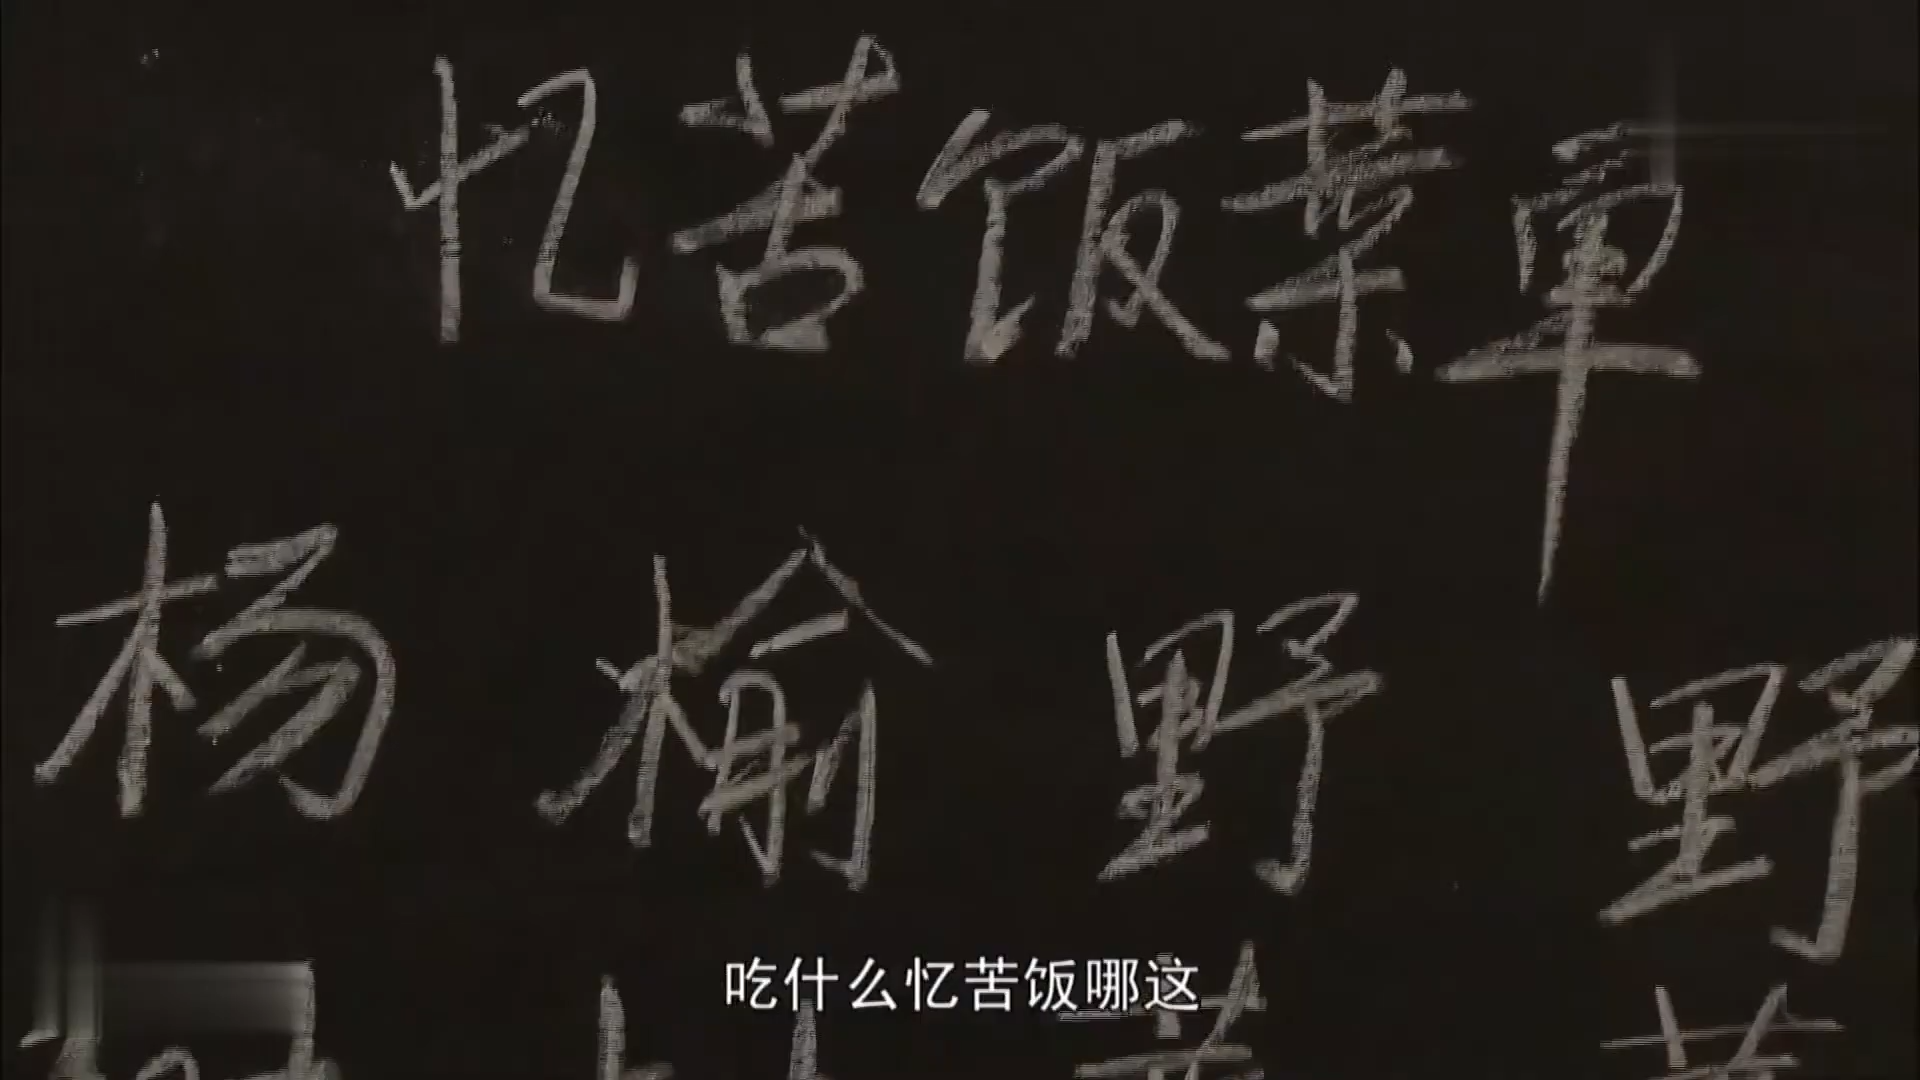 忆苦饭菜单
杨 榆 野 野
吃什么忆苦饭哪这